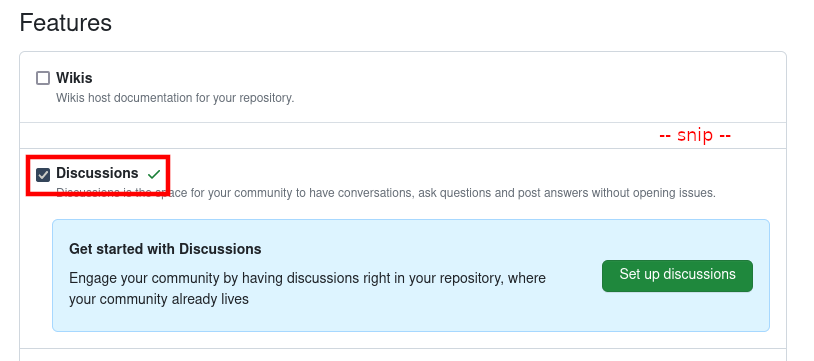 Features
Wikis
Wikis host documentation for your repository.
-- snip --
Discussions
Discussions is the space for your community to have conversations, ask questions and post answers without opening issues.
Get started with Discussions
Engage your community by having discussions right in your repository, where
your community already lives
Set up discussions